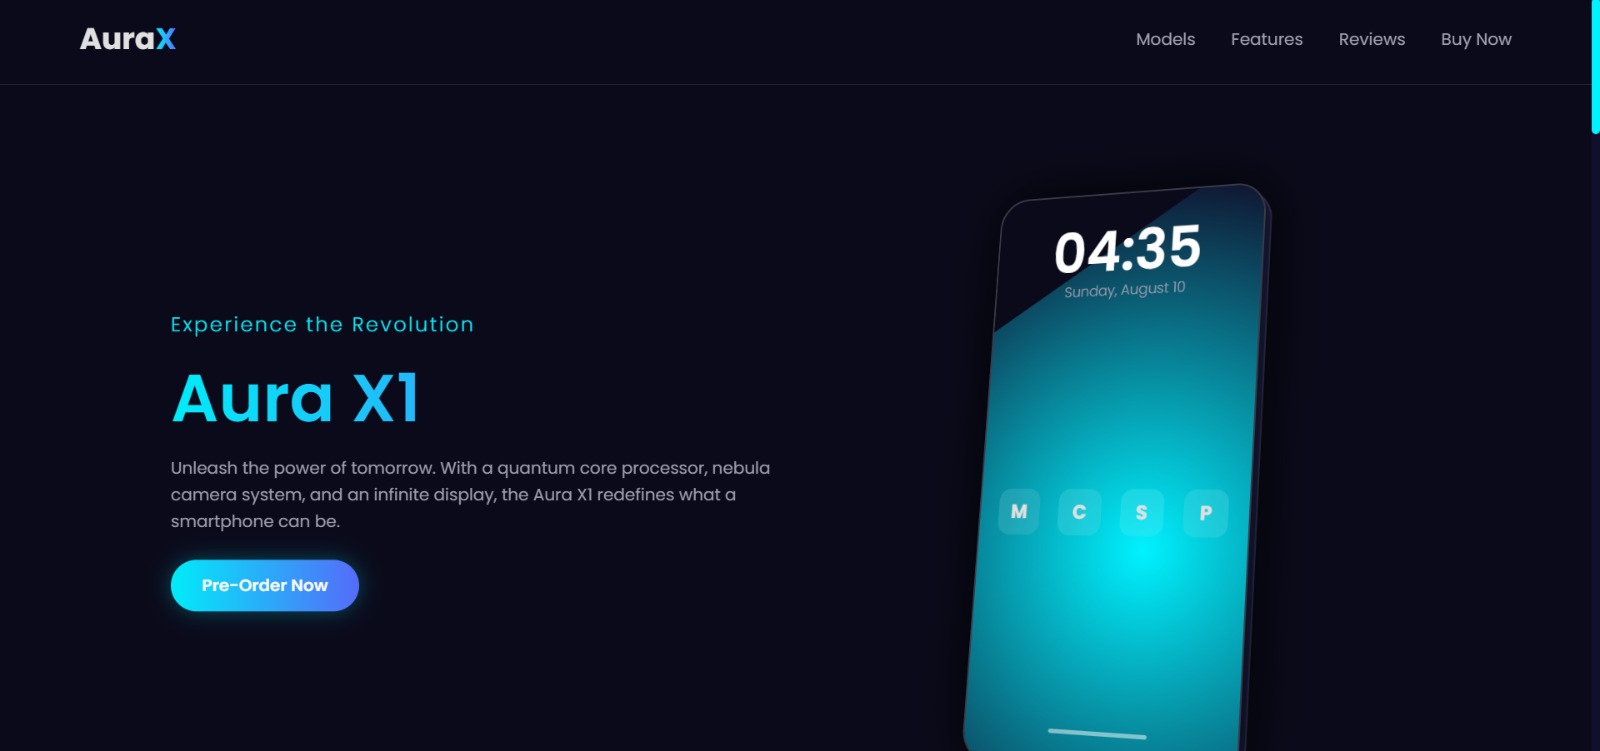 AuraX
Models
Features
Reviews
Buy Now
Experience the Revolution
Aura X1
Unleash the power of tomorrow. With a quantum core processor, nebula
camera system, and an infinite display, the Aura X1 redefines what a
smartphone can be.
Pre-Order Now
04:35
Sunday, August 10
M C S P